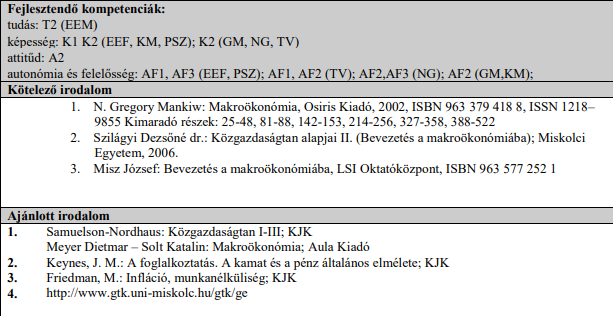 Fejlesztendő kompetenciák:
tudás: T2 (EEM)
képesség: K1 K2 (EEF, KM, PSZ); K2 (GM, NG, TV)
attitűd: A2
autonómia és felelősség: AF1, AF3 (EEF, PSZ); AF1, AF2 (TV); AF2,AF3 (NG); AF2 (GM,KM);
Kötelező irodalom
1. N. Gregory Mankiw: Makroökonómia, Osiris Kiadó, 2002, ISBN 963 379 418 8, ISSN 1218–
9855 Kimaradó részek: 25-48, 81-88, 142-153, 214-256, 327-358, 388-522
2. Szilágyi Dezsőné dr.: Közgazdaságtan alapjai II. (Bevezetés a makroökonómiába); Miskolci
Egyetem, 2006.
3. Misz József: Bevezetés a makroökonómiába, LSI Oktatóközpont, ISBN 963 577 252 1
Ajánlott irodalom
1. Samuelson-Nordhaus: Közgazdaságtan I-III; KJK
Meyer Dietmar – Solt Katalin: Makroökonómia; Aula Kiadó
2. Keynes, J. M.: A foglalkoztatás. A kamat és a pénz általános elmélete; KJK
3. Friedman, M.: Infláció, munkanélküliség; KJK
4. http://www.gtk.uni-miskolc.hu/gtk/ge